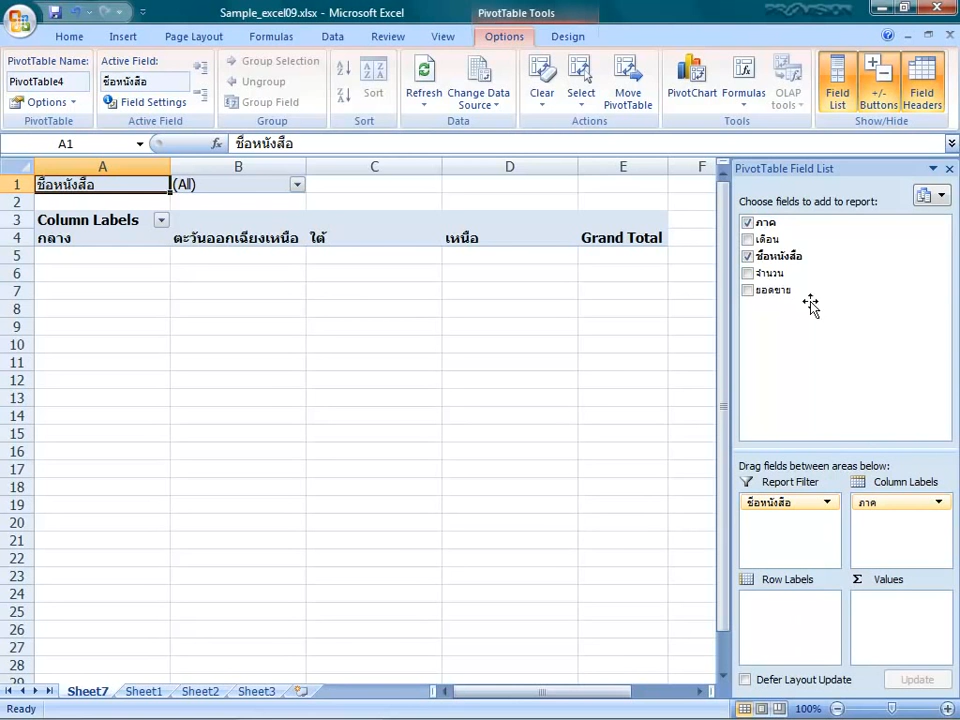 Sample_excel09.xlsx - Microsoft Excel
PivotTable Tools
Home Insert Page Layout Formulas Data Review View Options Design
PivotTable Name:
PivotTable4
Options
PivotTable
Active Field:
ชื่อหนังสือ
Field Settings
Active Field
Group Selection
Ungroup
Group Field
Group
Sort
Sort
Refresh
Change Data Source
Data
Clear
Select
Move PivotTable
Actions
PivotChart
Formulas
OLAP tools
Tools
Field List
+/- Buttons
Field Headers
Show/Hide
A1
fx
ชื่อหนังสือ
A B C D E F
1 ชื่อหนังสือ (All)
2
3 Column Labels
4 กลาง ตะวันออกเฉียงเหนือ ใต้ เหนือ Grand Total
5
6
7
8
9
10
11
12
13
14
15
16
17
18
19
20
21
22
23
24
25
26
27
28
29
PivotTable Field List
Choose fields to add to report:
ภาค
เดือน
ชื่อหนังสือ
จำนวน
ยอดขาย
Drag fields between areas below:
Report Filter
Column Labels
ชื่อหนังสือ
ภาค
Row Labels
Σ Values
Defer Layout Update
Update
Sheet7 Sheet1 Sheet2 Sheet3
Ready
100%